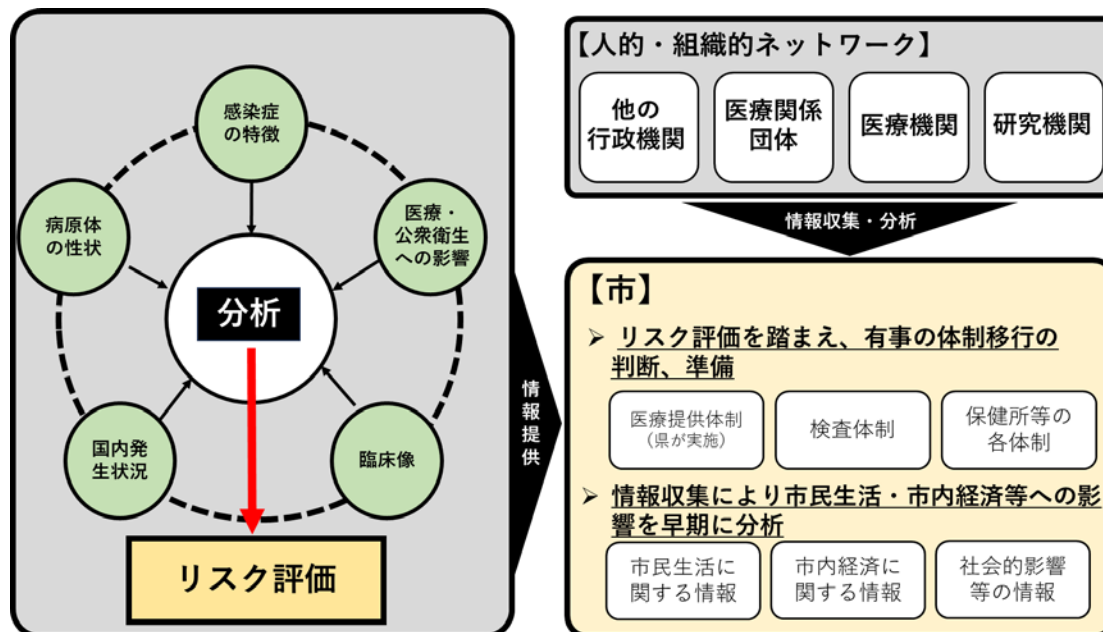 感染症
の特徴
病原体
の性状
医療・
公衆衛生
への影響
分析
国内発
生状況
臨床像
リスク評価
情報提供
【人的・組織的ネットワーク】
他の
行政機関
医療関係
団体
医療機関
研究機関
情報収集・分析
【市】
➢ リスク評価を踏まえ、有事の体制移行の
判断、準備
医療提供体制
(県が実施)
検査体制
保健所等の
各体制
➢ 情報収集により市民生活・市内経済等への影
響を早期に分析
市民生活に
関する情報
市内経済に
関する情報
社会的影響
等の情報